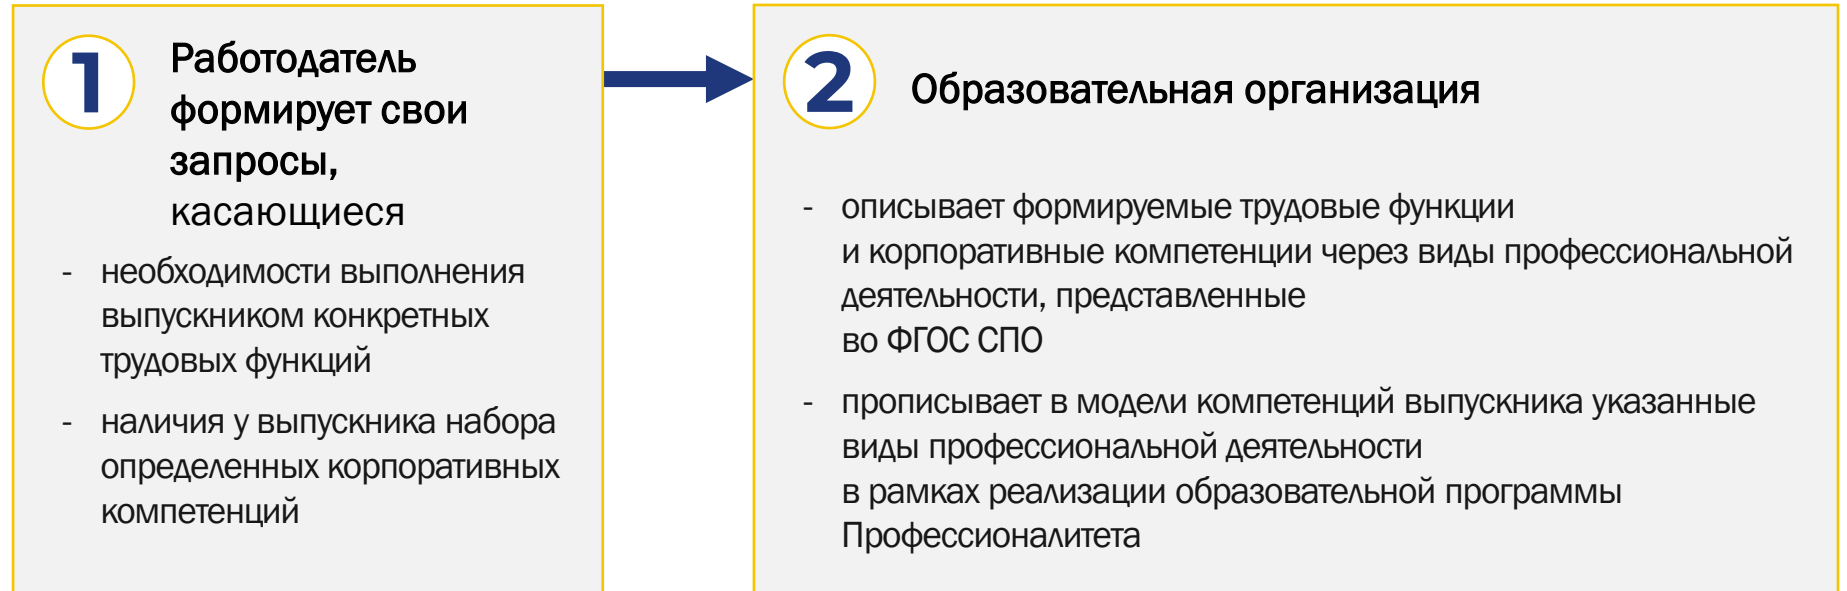 1
Работодатель
формирует свои
запросы,
касающиеся
- необходимости выполнения
выпускником конкретных
трудовых функций
- наличия у выпускника набора
определенных корпоративных
компетенций
2
Образовательная организация
- описывает формируемые трудовые функции
и корпоративные компетенции через виды профессиональной
деятельности, представленные
во ФГОС СПО
- прописывает в модели компетенций выпускника указанные
виды профессиональной деятельности
в рамках реализации образовательной программы
Профессионалитета